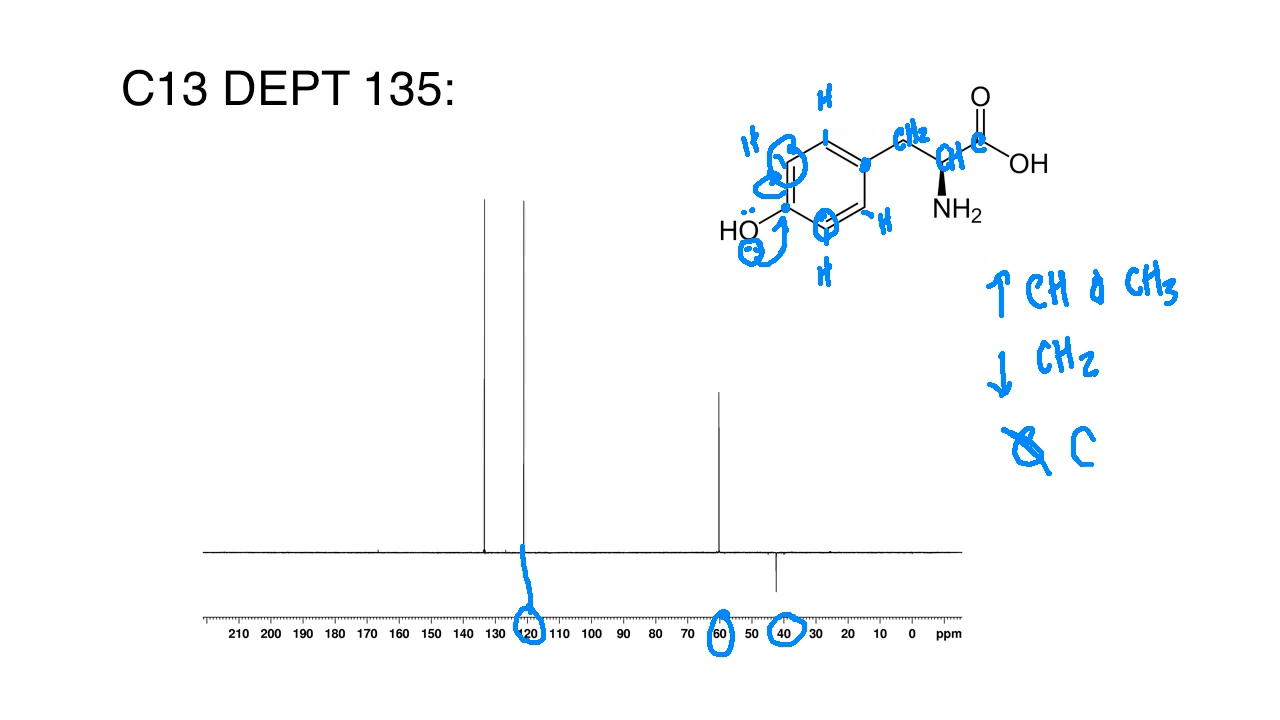 C13 DEPT 135:
H
O
H
CH₂
C
CH
OH
HO
H
NH₂
H
↑ CH o CH₃
↓ CH₂
C
210 200 190 180 170 160 150 140 130 120 110 100 90 80 70 60 50 40 30 20 10 0 ppm